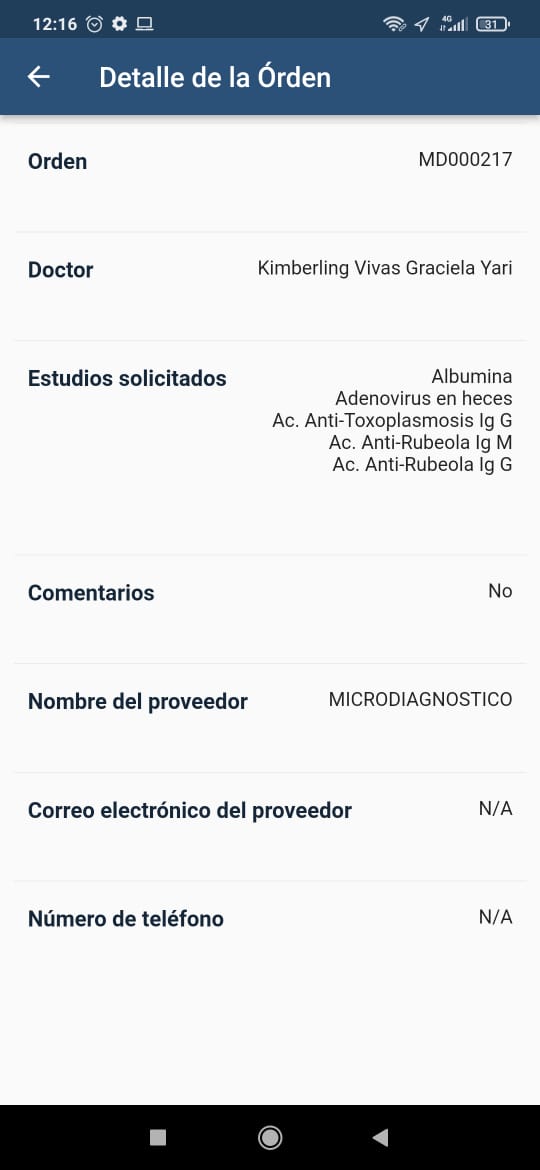 12:16
4G
31
Detalle de la Órden
Orden
MD000217
Doctor
Kimberling Vivas Graciela Yari
Estudios solicitados
Albumina
Adenovirus en heces
Ac. Anti-Toxoplasmosis Ig G
Ac. Anti-Rubeola Ig M
Ac. Anti-Rubeola Ig G
Comentarios
No
Nombre del proveedor
MICRODIAGNOSTICO
Correo electrónico del proveedor
N/A
Número de teléfono
N/A